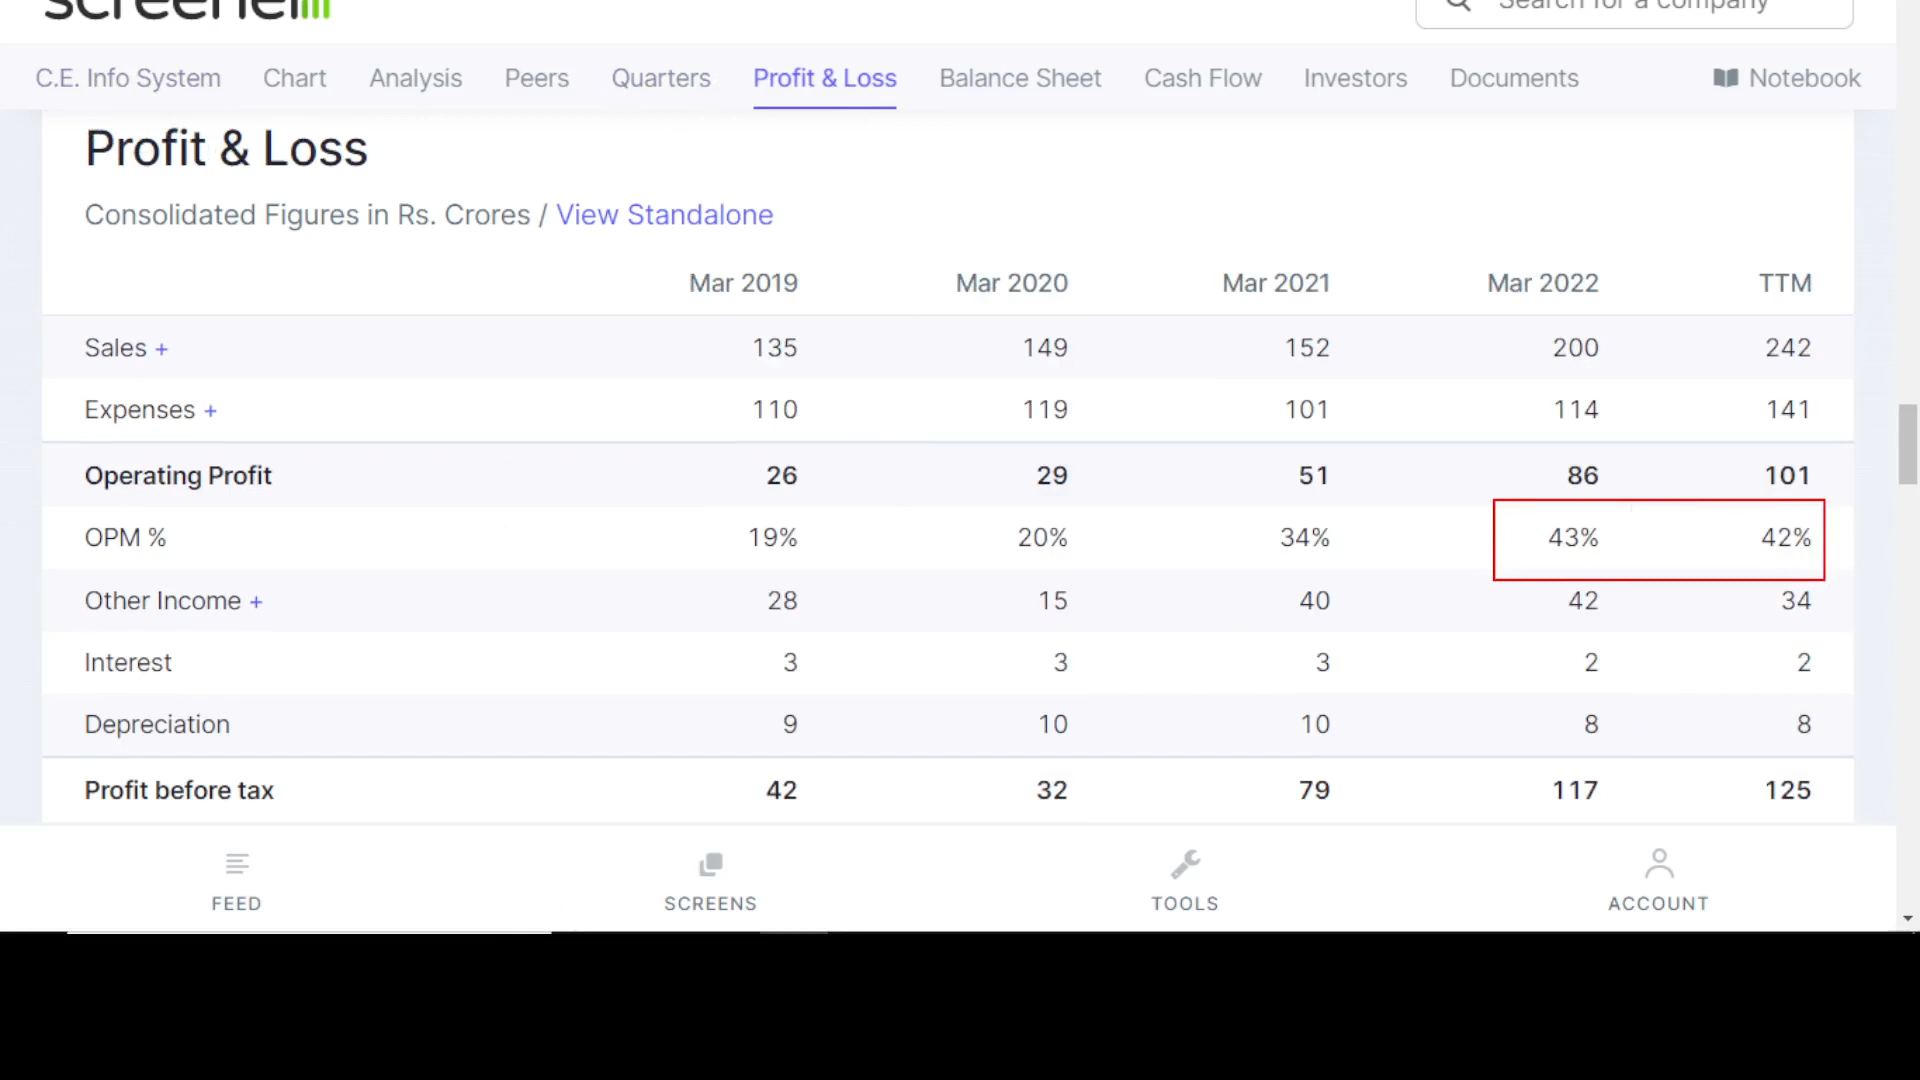 screener
Search for a company
C.E. Info System Chart Analysis Peers Quarters Profit & Loss Balance Sheet Cash Flow Investors Documents Notebook
Profit & Loss
Consolidated Figures in Rs. Crores / View Standalone
Mar 2019 Mar 2020 Mar 2021 Mar 2022 TTM
Sales + 135 149 152 200 242
Expenses + 110 119 101 114 141
Operating Profit 26 29 51 86 101
OPM % 19% 20% 34% 43% 42%
Other Income + 28 15 40 42 34
Interest 3 3 3 2 2
Depreciation 9 10 10 8 8
Profit before tax 42 32 79 117 125
FEED SCREENS TOOLS ACCOUNT